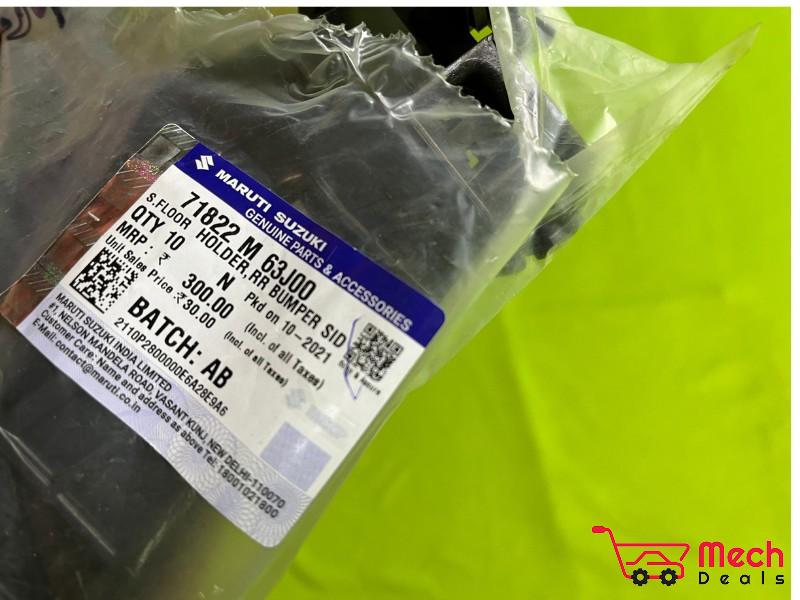 MARUTI SUZUKI
GENUINE PARTS & ACCESSORIES
71822 M 63J00
S.FLOOR HOLDER, RR BUMPER SID
QTY 10 N Pkd on 10-2021
MRP : ₹ 300.00 (Incl. of all Taxes)
Unit Sales Price :₹30.00 (Incl. of all Taxes)
BATCH: AB
2110P2800000E6A28E9A6
MARUTI SUZUKI INDIA LIMITED
#1, NELSON MANDELA ROAD, VASANT KUNJ, NEW DELHI-110070
Customer Care: Name and address as above Tel: 18001021800
E-Mail: contact@maruti.co.in
Mech
Deals